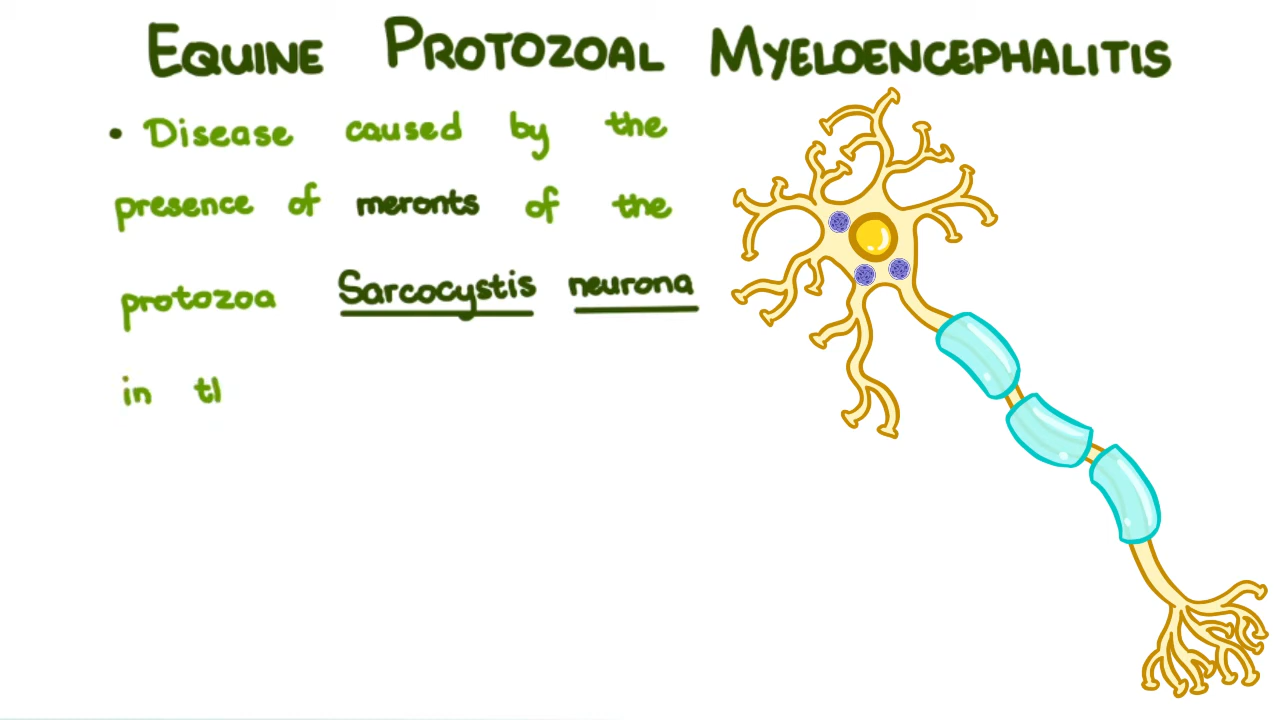 EQUINE PROTOZOAL MYELOENCEPHALITIS
• Disease caused by the
presence of meronts of the
protozoa Sarcocystis neurona
in